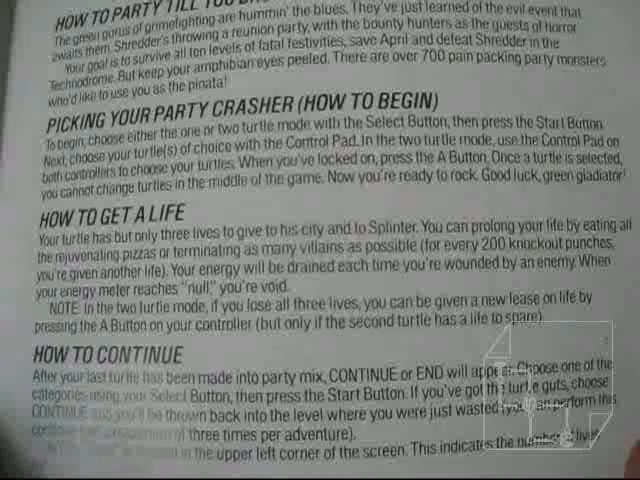 HOW TO PARTY TILL YOU
The green gurus of grimefighting are hummin' the blues. They've just learned of the evil event that
awaits them. Shredder's throwing a reunion party, with the bounty hunters as the guests of horror
Your goal is to survive all ten levels of fatal festivities, save April and defeat Shredder in the
Technodrome. But keep your amphibian eyes peeled. There are over 700 pain packing party monsters
who'd like to use you as the pinata!
PICKING YOUR PARTY CRASHER (HOW TO BEGIN)
To begin, choose either the one or two turtle mode with the Select Button, then press the Start Button.
Next, choose your turtle(s) of choice with the Control Pad. In the two turtle mode, use the Control Pad on
both controllers to choose your turtles. When you've locked on, press the A Button. Once a turtle is selected,
you cannot change turtles in the middle of the game. Now you're ready to rock. Good luck, green gladiator!
HOW TO GET A LIFE
Your turtle has but only three lives to give to his city and to Splinter. You can prolong your life by eating all
the rejuvenating pizzas or terminating as many villains as possible (for every 200 knockout punches,
you're given another life). Your energy will be drained each time you're wounded by an enemy. When
your energy meter reaches "null," you're void.
NOTE: In the two turtle mode, if you lose all three lives, you can be given a new lease on life by
pressing the A Button on your controller (but only if the second turtle has a life to spare).
HOW TO CONTINUE
After your last turtle has been made into party mix, CONTINUE or END will appear. Choose one of the
categories using your Select Button, then press the Start Button. If you've got the turtle guts, choose
CONTINUE and you'll be thrown back into the level where you were just wasted (you can perform this
of three times per adventure).
in the upper left corner of the screen. This indicates the number of lives